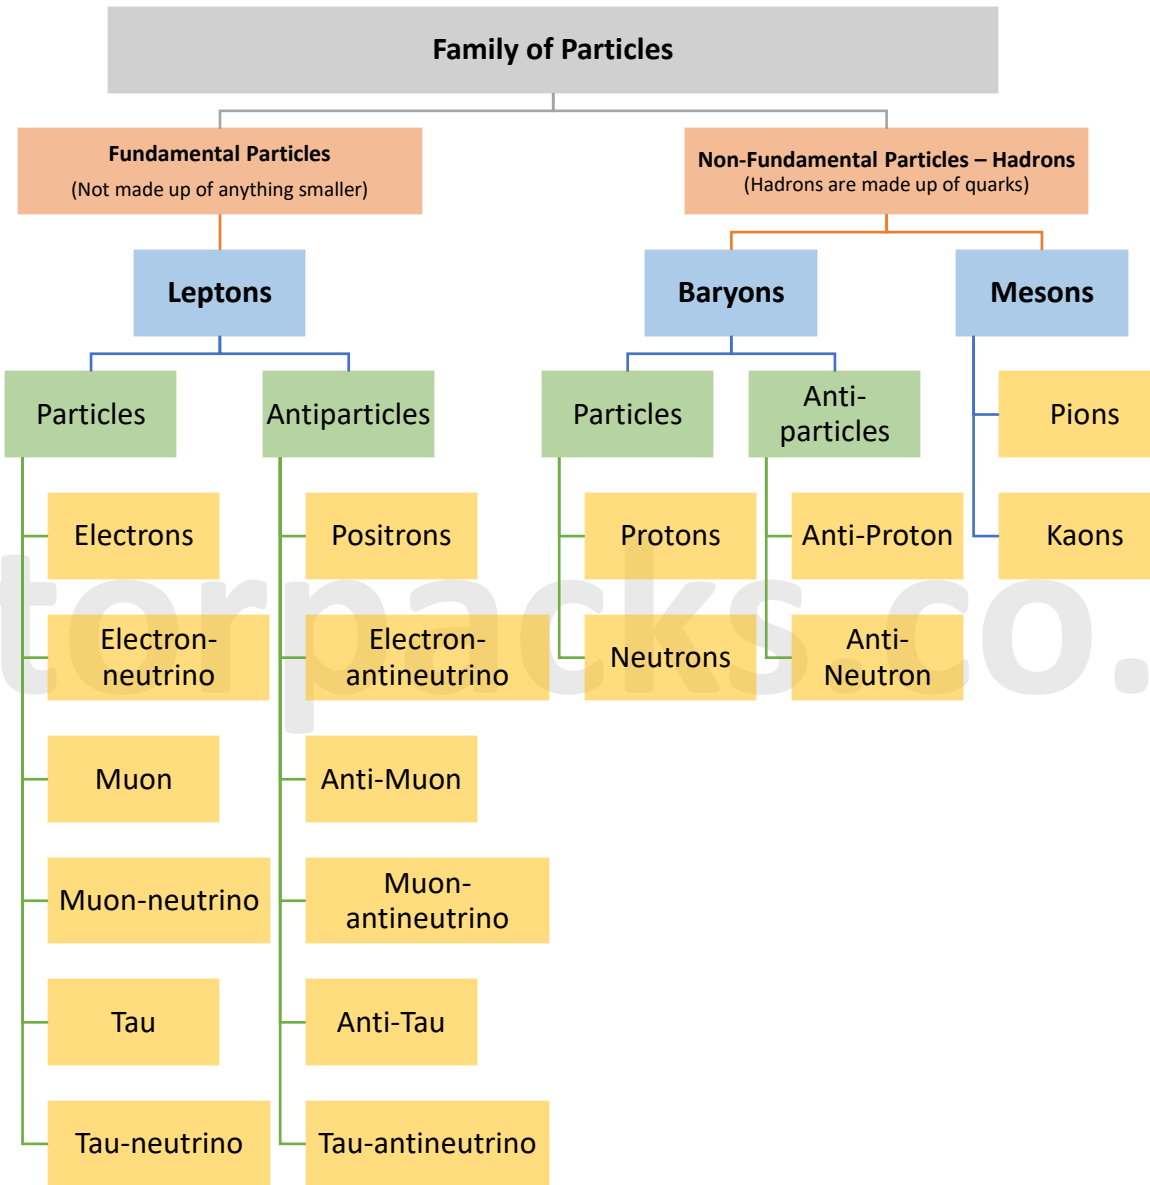 Family of Particles
Fundamental Particles
(Not made up of anything smaller)
Non-Fundamental Particles – Hadrons
(Hadrons are made up of quarks)
Leptons
Baryons
Mesons
Particles
Antiparticles
Particles
Anti-
particles
Pions
Electrons
Positrons
Protons
Anti-Proton
Kaons
torpacks.co.
Electron-
neutrino
Electron-
antineutrino
Neutrons
Anti-
Neutron
Muon
Anti-Muon
Muon-neutrino
Muon-
antineutrino
Tau
Anti-Tau
Tau-neutrino
Tau-antineutrino